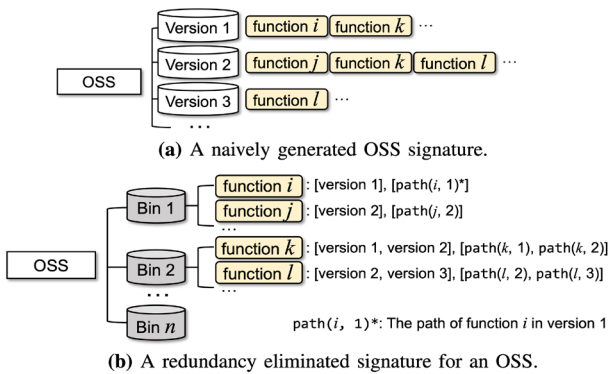 OSS
Version 1 function i function k ...
Version 2 function j function k function l ...
Version 3 function l ...
...
(a) A naively generated OSS signature.
OSS
Bin 1
function i : [version 1], [path(i, 1)*]
function j : [version 2], [path(j, 2)]
...
Bin 2
function k : [version 1, version 2], [path(k, 1), path(k, 2)]
function l : [version 2, version 3], [path(l, 2), path(l, 3)]
...
...
Bin n
path(i, 1)*: The path of function i in version 1
(b) A redundancy eliminated signature for an OSS.